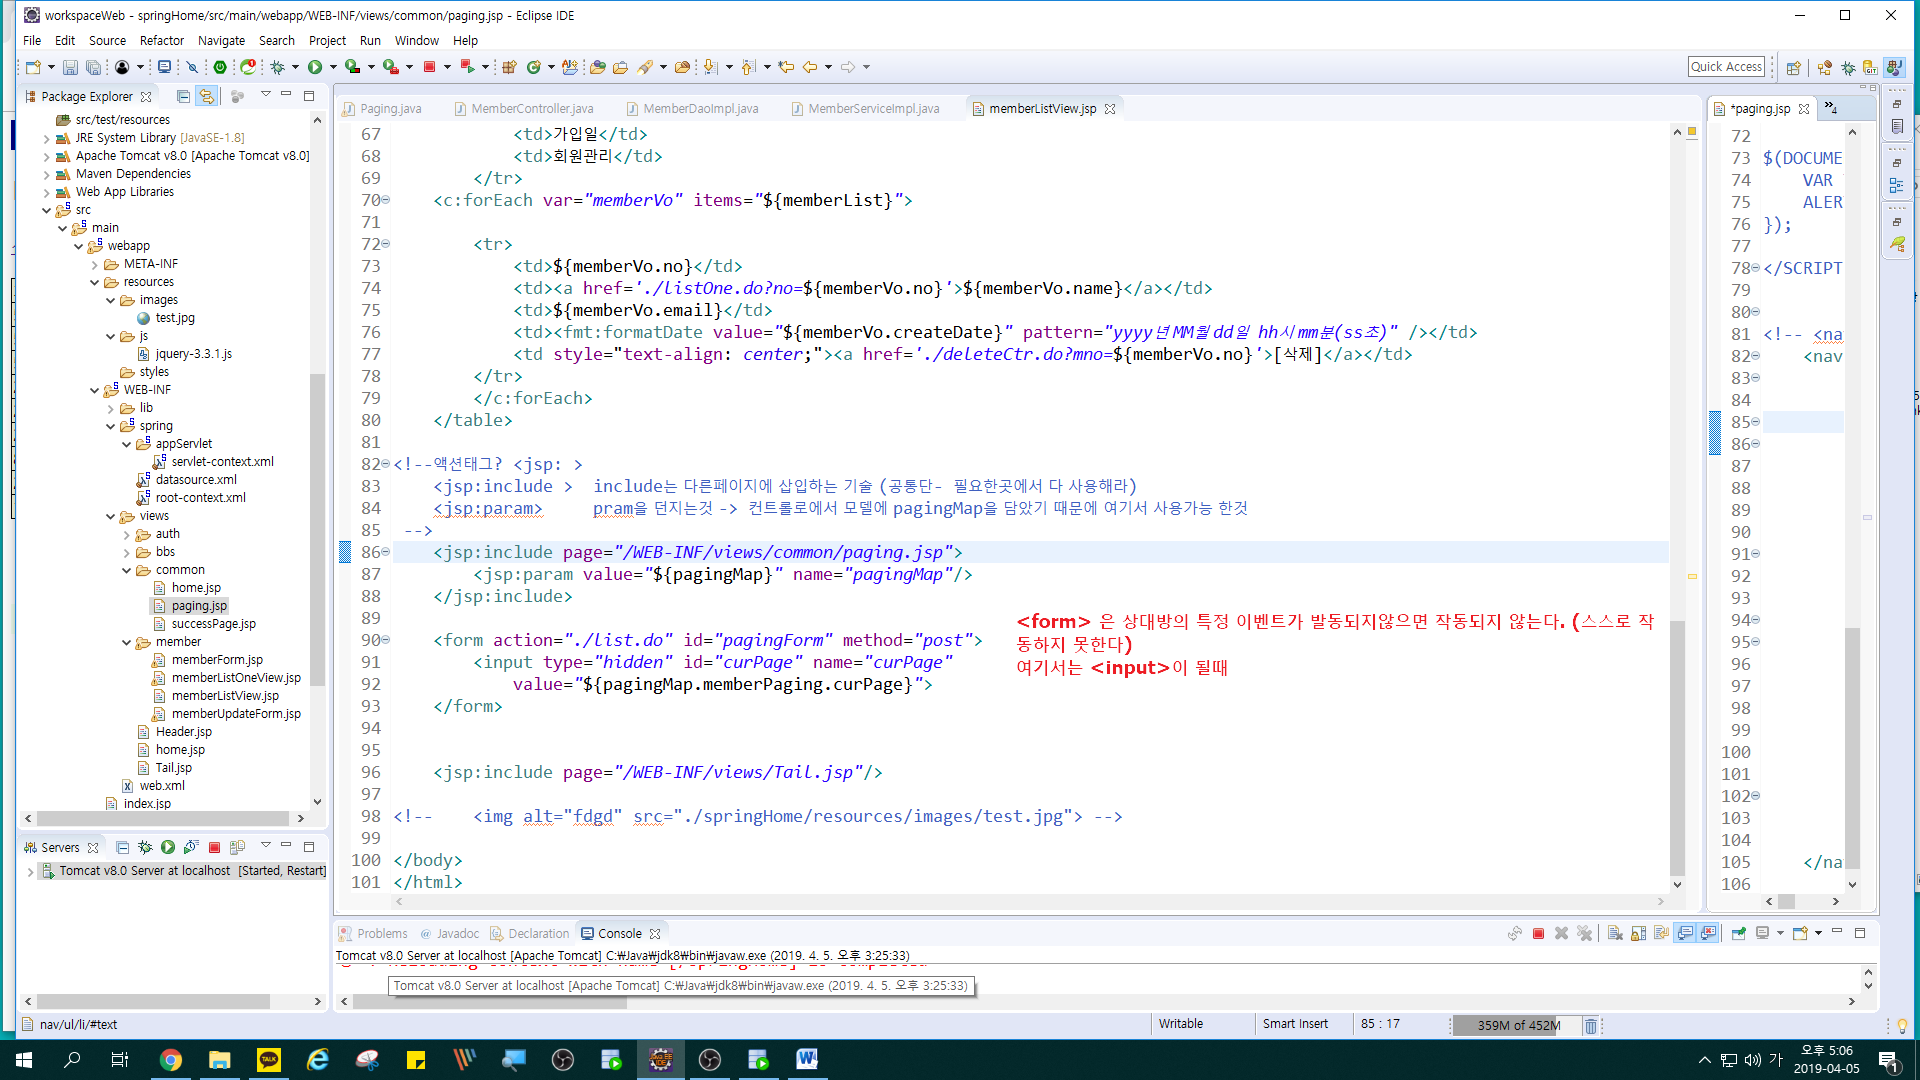 workspaceWeb - springHome/src/main/webapp/WEB-INF/views/common/paging.jsp - Eclipse IDE
File Edit Source Refactor Navigate Search Project Run Window Help
Quick Access
Package Explorer
src/test/resources
JRE System Library [JavaSE-1.8]
Apache Tomcat v8.0 [Apache Tomcat v8.0]
Maven Dependencies
Web App Libraries
src
main
webapp
META-INF
resources
images
test.jpg
js
jquery-3.3.1.js
styles
WEB-INF
lib
spring
appServlet
servlet-context.xml
datasource.xml
root-context.xml
views
auth
bbs
common
home.jsp
paging.jsp
successPage.jsp
member
memberForm.jsp
memberListOneView.jsp
memberListView.jsp
memberUpdateForm.jsp
Header.jsp
home.jsp
Tail.jsp
web.xml
index.jsp
Servers
Tomcat v8.0 Server at localhost [Started, Restart]
Paging.java MemberController.java MemberDaoImpl.java MemberServiceImpl.java memberListView.jsp
67 <td>가입일</td>
68 <td>회원관리</td>
69 </tr>
70 <c:forEach var="memberVo" items="${memberList}">
71
72 <tr>
73 <td>${memberVo.no}</td>
74 <td><a href='./listOne.do?no=${memberVo.no}'>${memberVo.name}</a></td>
75 <td>${memberVo.email}</td>
76 <td><fmt:formatDate value="${memberVo.createDate}" pattern="yyyy년MM월dd일 hh시mm분(ss초)" /></td>
77 <td style="text-align: center;"><a href='./deleteCtr.do?mno=${memberVo.no}'>[삭제]</a></td>
78 </tr>
79 </c:forEach>
80 </table>
81
82 <!--액션태그? <jsp: >
83 <jsp:include > include는 다른페이지에 삽입하는 기술 (공통단- 필요한곳에서 다 사용해라)
84 <jsp:param> pram을 던지는것 -> 컨트롤로에서 모델에 pagingMap을 담았기 때문에 여기서 사용가능 한것
85 -->
86 <jsp:include page="/WEB-INF/views/common/paging.jsp">
87 <jsp:param value="${pagingMap}" name="pagingMap"/>
88 </jsp:include>
89
90 <form action="./list.do" id="pagingForm" method="post">
91 <input type="hidden" id="curPage" name="curPage"
92 value="${pagingMap.memberPaging.curPage}">
93 </form>
94
95
96 <jsp:include page="/WEB-INF/views/Tail.jsp"/>
97
98 <!-- <img alt="fdgd" src="./springHome/resources/images/test.jpg"> -->
99
100 </body>
101 </html>
<form> 은 상대방의 특정 이벤트가 발동되지않으면 작동되지 않는다. (스스로 작
동하지 못한다)
여기서는 <input>이 될때
*paging.jsp »4
72
73 $(DOCUME
74 VAR
75 ALER
76 });
77
78 </SCRIPT
79
80
81 <!-- <na
82 <nav
83
84
85
86
87
88
89
90
91
92
93
94
95
96
97
98
99
100
101
102
103
104
105 </na
106
Problems Javadoc Declaration Console
Tomcat v8.0 Server at localhost [Apache Tomcat] C:₩Java₩jdk8₩bin₩javaw.exe (2019. 4. 5. 오후 3:25:33)
Tomcat v8.0 Server at localhost [Apache Tomcat] C:₩Java₩jdk8₩bin₩javaw.exe (2019. 4. 5. 오후 3:25:33)
nav/ul/li/#text
Writable
Smart Insert
85 : 17
359M of 452M
TALK
가
오후 5:06
2019-04-05
1